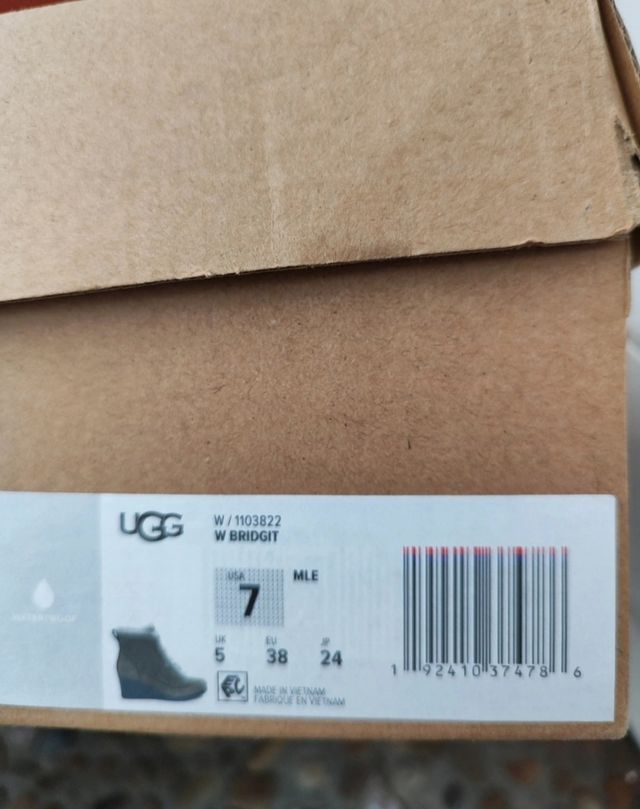 UGG
W / 1103822
W BRIDGIT
WATERPROOF
USA
7
MLE
UK EU JP
5 38 24
MADE IN VIETNAM
FABRIQUÉ EN VIETNAM
1 92410 37478 6